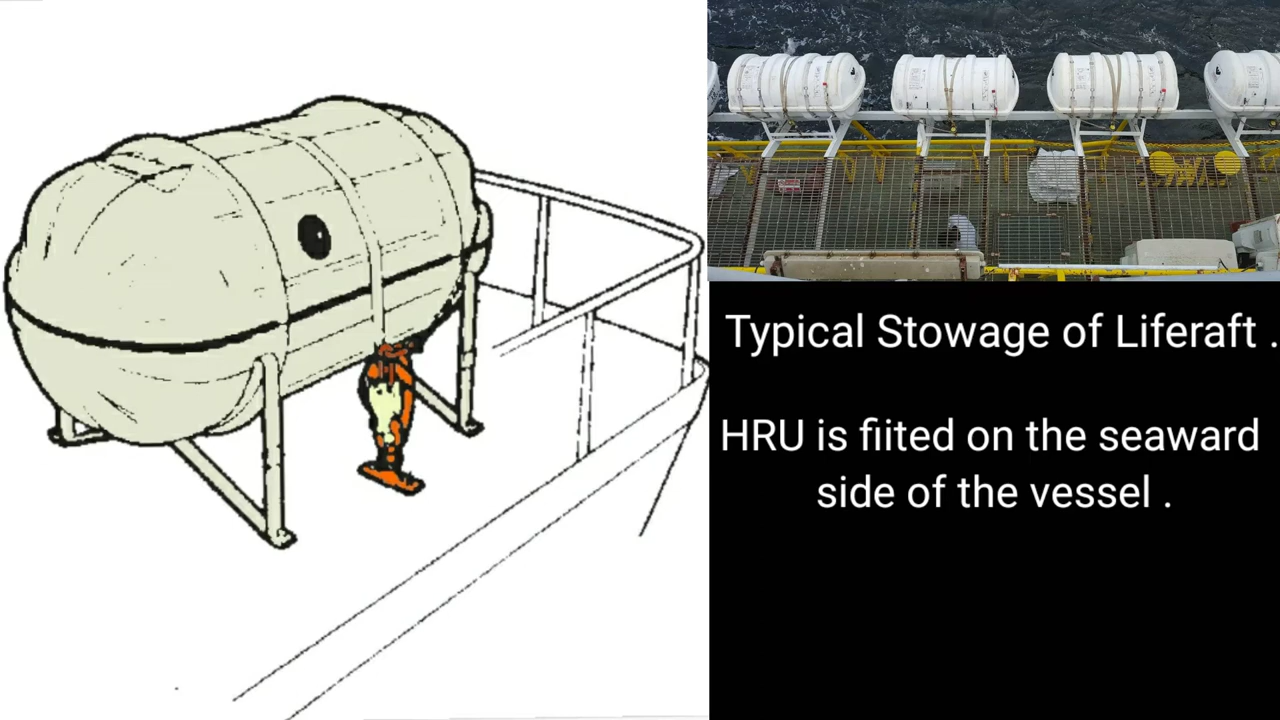 Typical Stowage of Liferaft .
HRU is fiited on the seaward
side of the vessel .